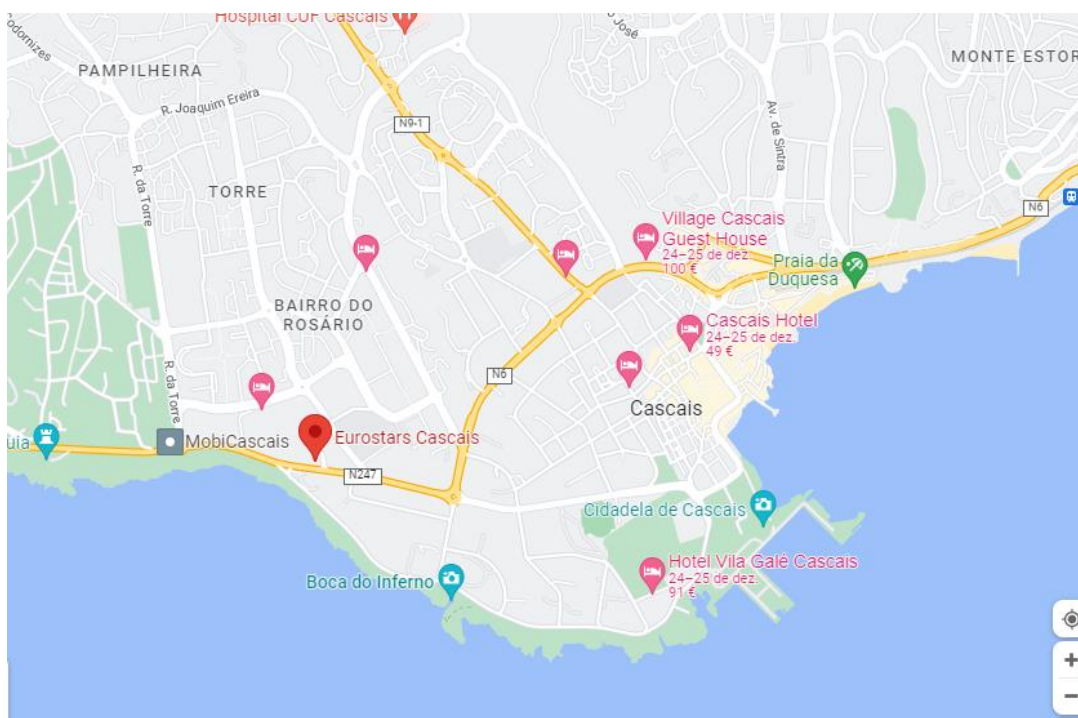 Hospital CUF Cascais
José
MONTE ESTOR
PAMPILHEIRA
R. Joaquim Ereira
N9-1
Av. de Sintra
R. da Torre
TORRE
N6
Village Cascais
Guest House
24–25 de dez.
100 €
Praia da
Duquesa
BAIRRO DO
ROSÁRIO
Cascais Hotel
24–25 de dez.
49 €
R. da Torre
N6
Cascais
uia
MobiCascais
Eurostars Cascais
N247
Cidadela de Cascais
Hotel Vila Galé Cascais
24–25 de dez.
91 €
Boca do Inferno